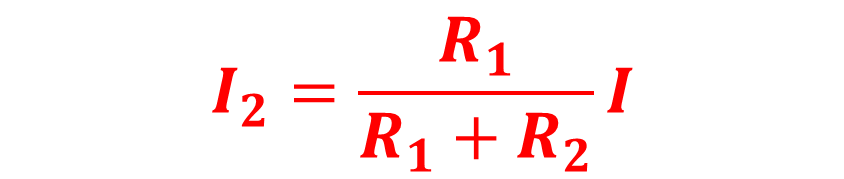 I₂ = R₁ / (R₁ + R₂) I